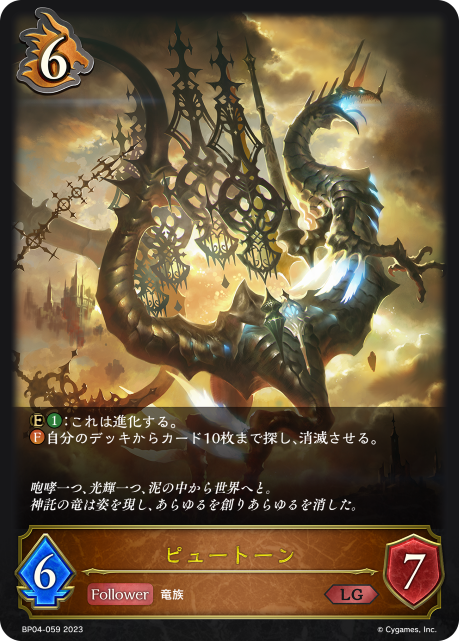 6
E 1：これは進化する。
F 自分のデッキからカード10枚まで探し、消滅させる。
咆哮一つ、光輝一つ、泥の中から世界へと。
神託の竜は姿を現し、あらゆるを創りあらゆるを消した。
ピュートーン
6
Follower 竜族
LG
7
BP04-059 2023
© Cygames, Inc.